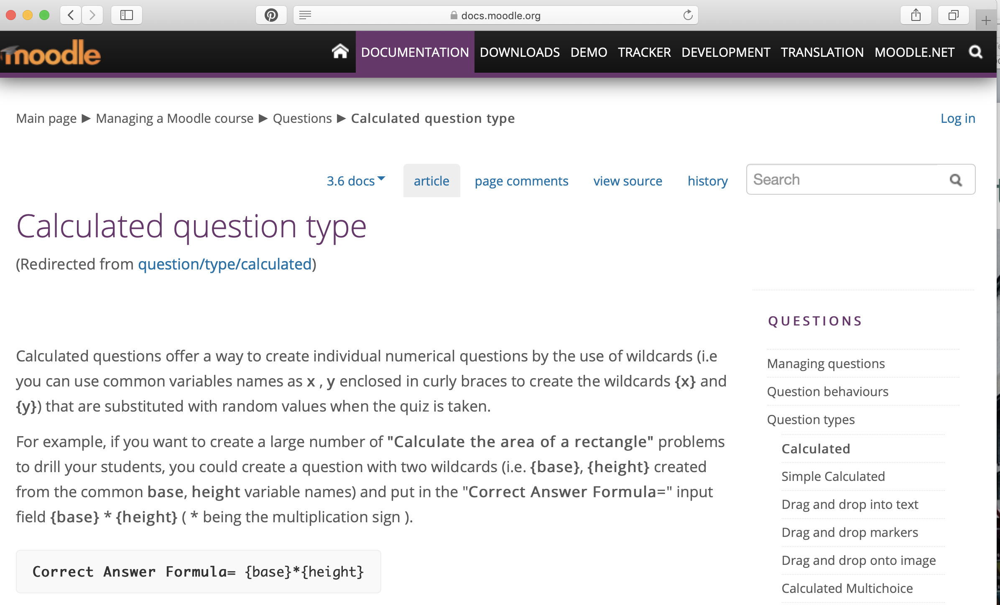 docs.moodle.org
moodle
DOCUMENTATION DOWNLOADS DEMO TRACKER DEVELOPMENT TRANSLATION MOODLE.NET
Main page ► Managing a Moodle course ► Questions ► Calculated question type
Log in
3.6 docs article page comments view source history Search
Calculated question type
(Redirected from question/type/calculated)
Calculated questions offer a way to create individual numerical questions by the use of wildcards (i.e
you can use common variables names as x , y enclosed in curly braces to create the wildcards {x} and
{y}) that are substituted with random values when the quiz is taken.
For example, if you want to create a large number of "Calculate the area of a rectangle" problems
to drill your students, you could create a question with two wildcards (i.e. {base}, {height} created
from the common base, height variable names) and put in the "Correct Answer Formula=" input
field {base} * {height} ( * being the multiplication sign ).
Correct Answer Formula= {base}*{height}
QUESTIONS
Managing questions
Question behaviours
Question types
Calculated
Simple Calculated
Drag and drop into text
Drag and drop markers
Drag and drop onto image
Calculated Multichoice